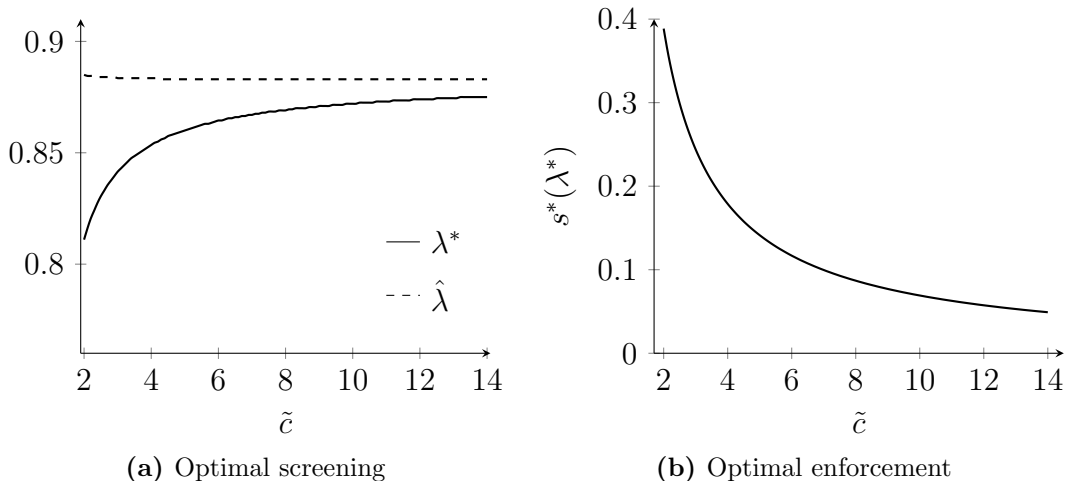 0.9
0.85
0.8
λ*
λ̂
2 4 6 8 10 12 14
c̃
(a) Optimal screening
0.4
0.3
0.2
0.1
0
s*(λ*)
2 4 6 8 10 12 14
c̃
(b) Optimal enforcement